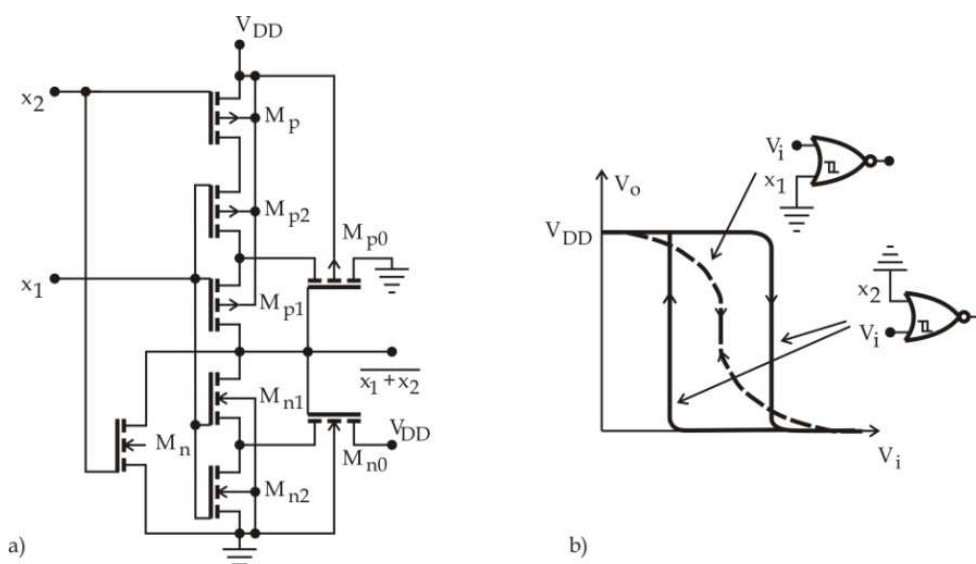 V_DD
x_2
M_p
M_p2
M_p0
x_1
M_p1
\overline{x_1+x_2}
M_n1
V_DD
M_n
M_n0
M_n2
a)
V_i
x_1
V_o
V_DD
x_2
V_i
V_i
b)